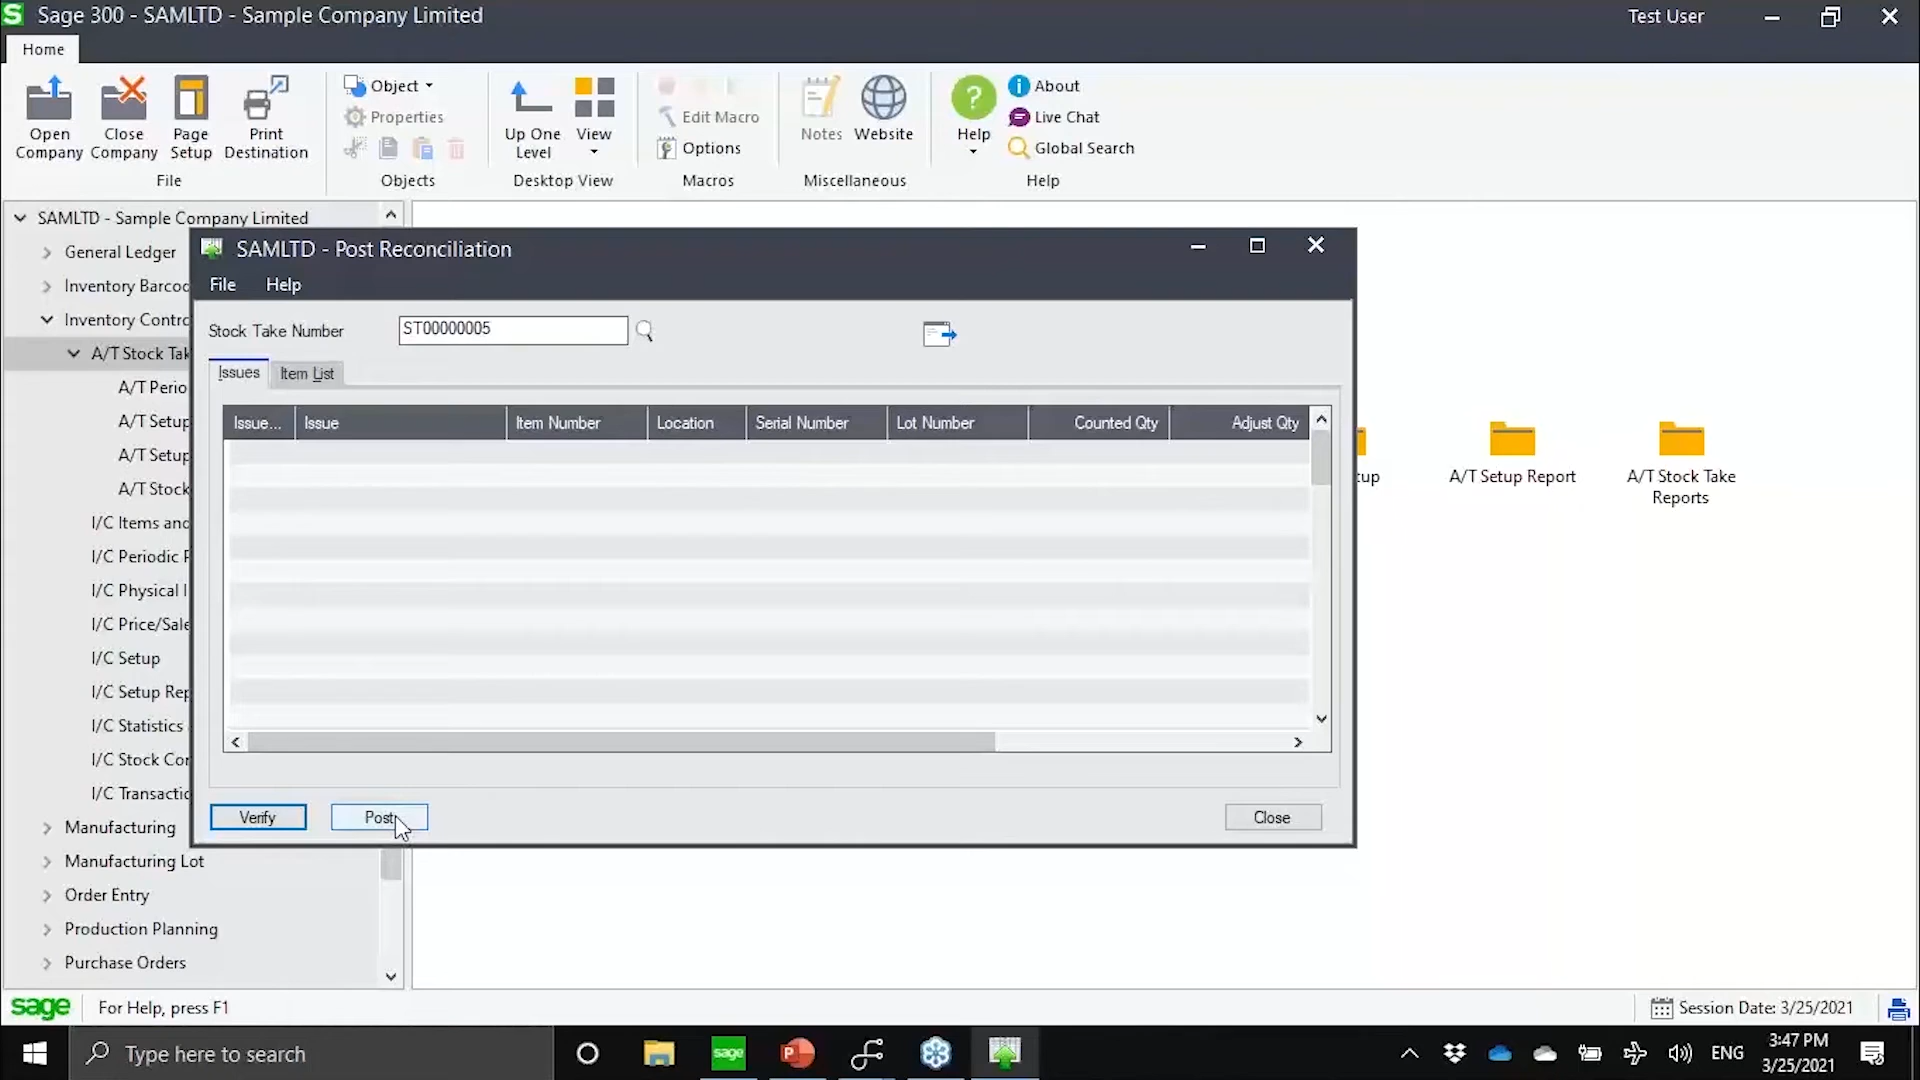 Sage 300 - SAMLTD - Sample Company Limited
Test User
Home
Open Company
Close Company
Page Setup
Print Destination
File
Object
Properties
Objects
Up One Level
View
Desktop View
Edit Macro
Options
Macros
Notes
Website
Miscellaneous
Help
About
Live Chat
Global Search
Help
SAMLTD - Sample Company Limited
General Ledger
Inventory Barcod
Inventory Contro
A/T Stock Tak
A/T Perio
A/T Setup
A/T Setup
A/T Stock
I/C Items and
I/C Periodic P
I/C Physical I
I/C Price/Sale
I/C Setup
I/C Setup Rep
I/C Statistics
I/C Stock Con
I/C Transactio
Manufacturing
Manufacturing Lot
Order Entry
Production Planning
Purchase Orders
SAMLTD - Post Reconciliation
File Help
Stock Take Number ST00000005
Issues Item List
Issue... Issue Item Number Location Serial Number Lot Number Counted Qty Adjust Qty
Verify Post Close
tup
A/T Setup Report
A/T Stock Take
Reports
sage For Help, press F1
Session Date: 3/25/2021
Type here to search
sage
P
ENG
3:47 PM
3/25/2021